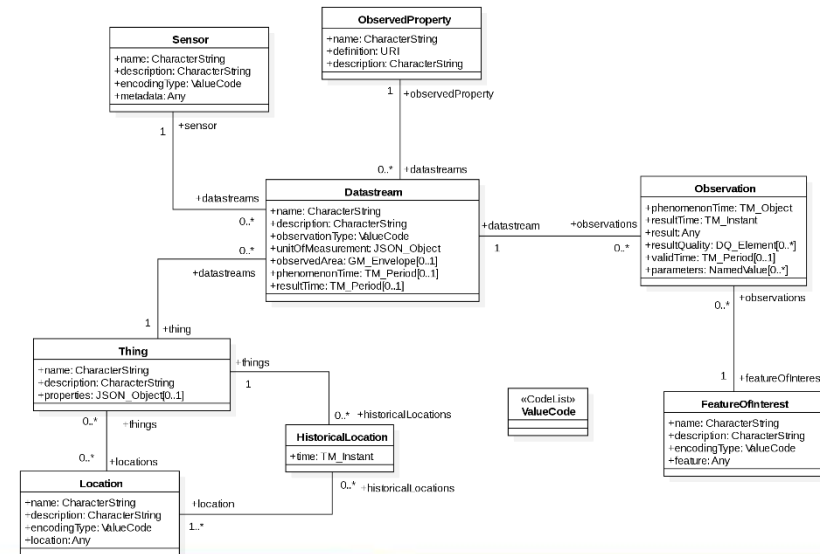 ObservedProperty
+name: CharacterString
+definition: URI
+description: CharacterString
Sensor
+name: CharacterString
+description: CharacterString
+encodingType: ValueCode
+metadata: Any
1
+observedProperty
1
+sensor
0..*
+datastreams
+datastreams
0..*
Datastream
+name: CharacterString
+description: CharacterString
+observationType: ValueCode
+unitOfMeasurement: JSON_Object
+observedArea: GM_Envelope[0..1]
+phenomenonTime: TM_Period[0..1]
+resultTime: TM_Period[0..1]
+datastream
1
+observations
0..*
Observation
+phenomenonTime: TM_Object
+resultTime: TM_Instant
+result: Any
+resultQuality: DQ_Element[0..*]
+validTime: TM_Period[0..1]
+parameters: NamedValue[0..*]
0..*
+datastreams
0..*
+observations
1
+thing
Thing
+name: CharacterString
+description: CharacterString
+properties: JSON_Object[0..1]
+things
1
1
+featureOfInteres
«CodeList»
ValueCode
FeatureOfInterest
+name: CharacterString
+description: CharacterString
+encodingType: ValueCode
+feature: Any
0..*
+things
0..*
+historicalLocations
HistoricalLocation
+time: TM_Instant
0..*
+locations
0..*
+historicalLocations
Location
+name: CharacterString
+description: CharacterString
+encodingType: ValueCode
+location:Any
+location
1..*